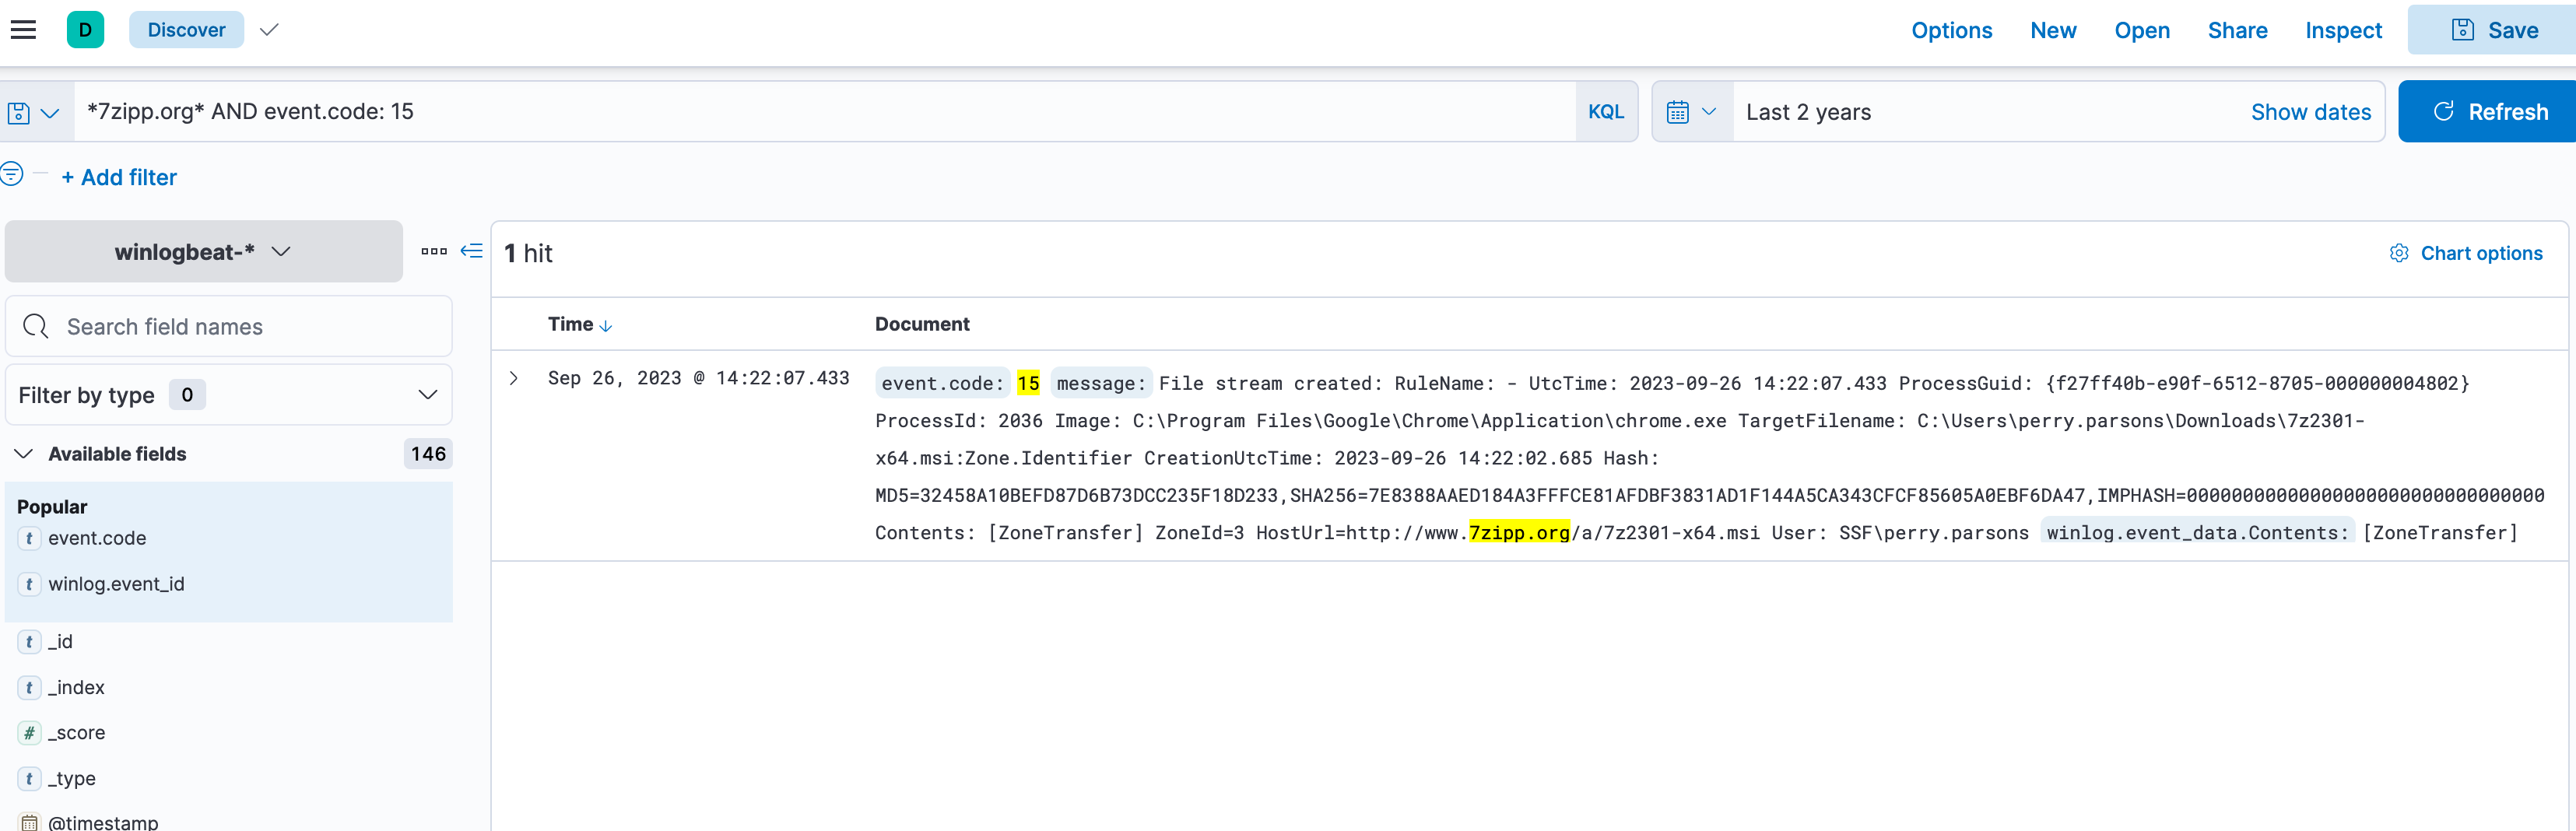 D Discover Options New Open Share Inspect Save
*7zipp.org* AND event.code: 15 KQL Last 2 years Show dates Refresh
+ Add filter
winlogbeat-*
1 hit
Chart options
Search field names
Filter by type 0
Available fields 146
Popular
event.code
winlog.event_id
_id
_index
_score
_type
@timestamp
Time Document
Sep 26, 2023 @ 14:22:07.433
event.code: 15 message: File stream created: RuleName: - UtcTime: 2023-09-26 14:22:07.433 ProcessGuid: {f27ff40b-e90f-6512-8705-000000004802}
ProcessId: 2036 Image: C:\Program Files\Google\Chrome\Application\chrome.exe TargetFilename: C:\Users\perry.parsons\Downloads\7z2301-
x64.msi:Zone.Identifier CreationUtcTime: 2023-09-26 14:22:02.685 Hash:
MD5=32458A10BEFD87D6B73DCC235F18D233,SHA256=7E8388AAED184A3FFFCE81AFDBF3831AD1F144A5CA343CFCF85605A0EBF6DA47,IMPHASH=00000000000000000000000000000000
Contents: [ZoneTransfer] ZoneId=3 HostUrl=http://www.7zipp.org/a/7z2301-x64.msi User: SSF\perry.parsons winlog.event_data.Contents: [ZoneTransfer]